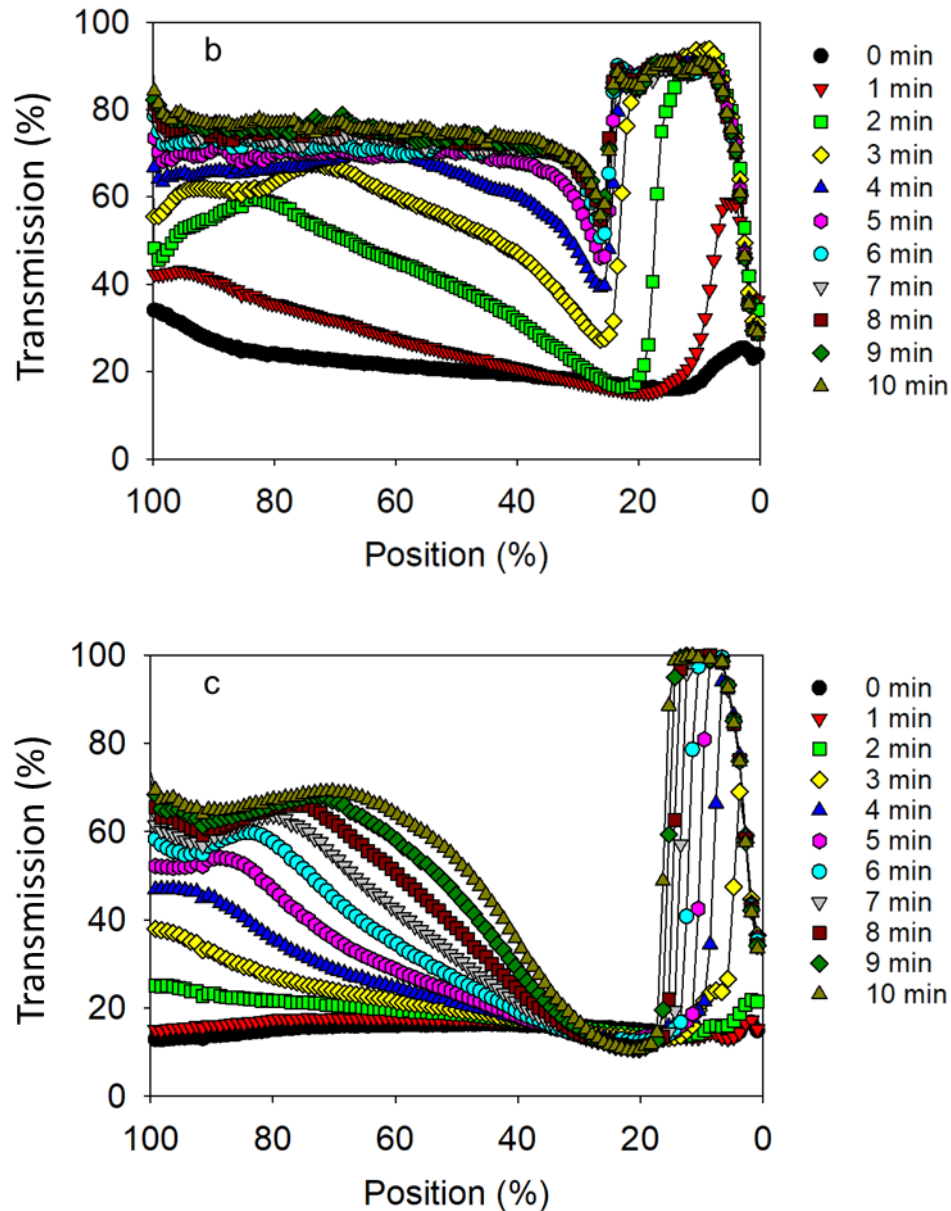 b
100
80
60
40
20
0
Transmission (%)
100 80 60 40 20 0
Position (%)
0 min
1 min
2 min
3 min
4 min
5 min
6 min
7 min
8 min
9 min
10 min
c
100
80
60
40
20
0
Transmission (%)
100 80 60 40 20 0
Position (%)
0 min
1 min
2 min
3 min
4 min
5 min
6 min
7 min
8 min
9 min
10 min